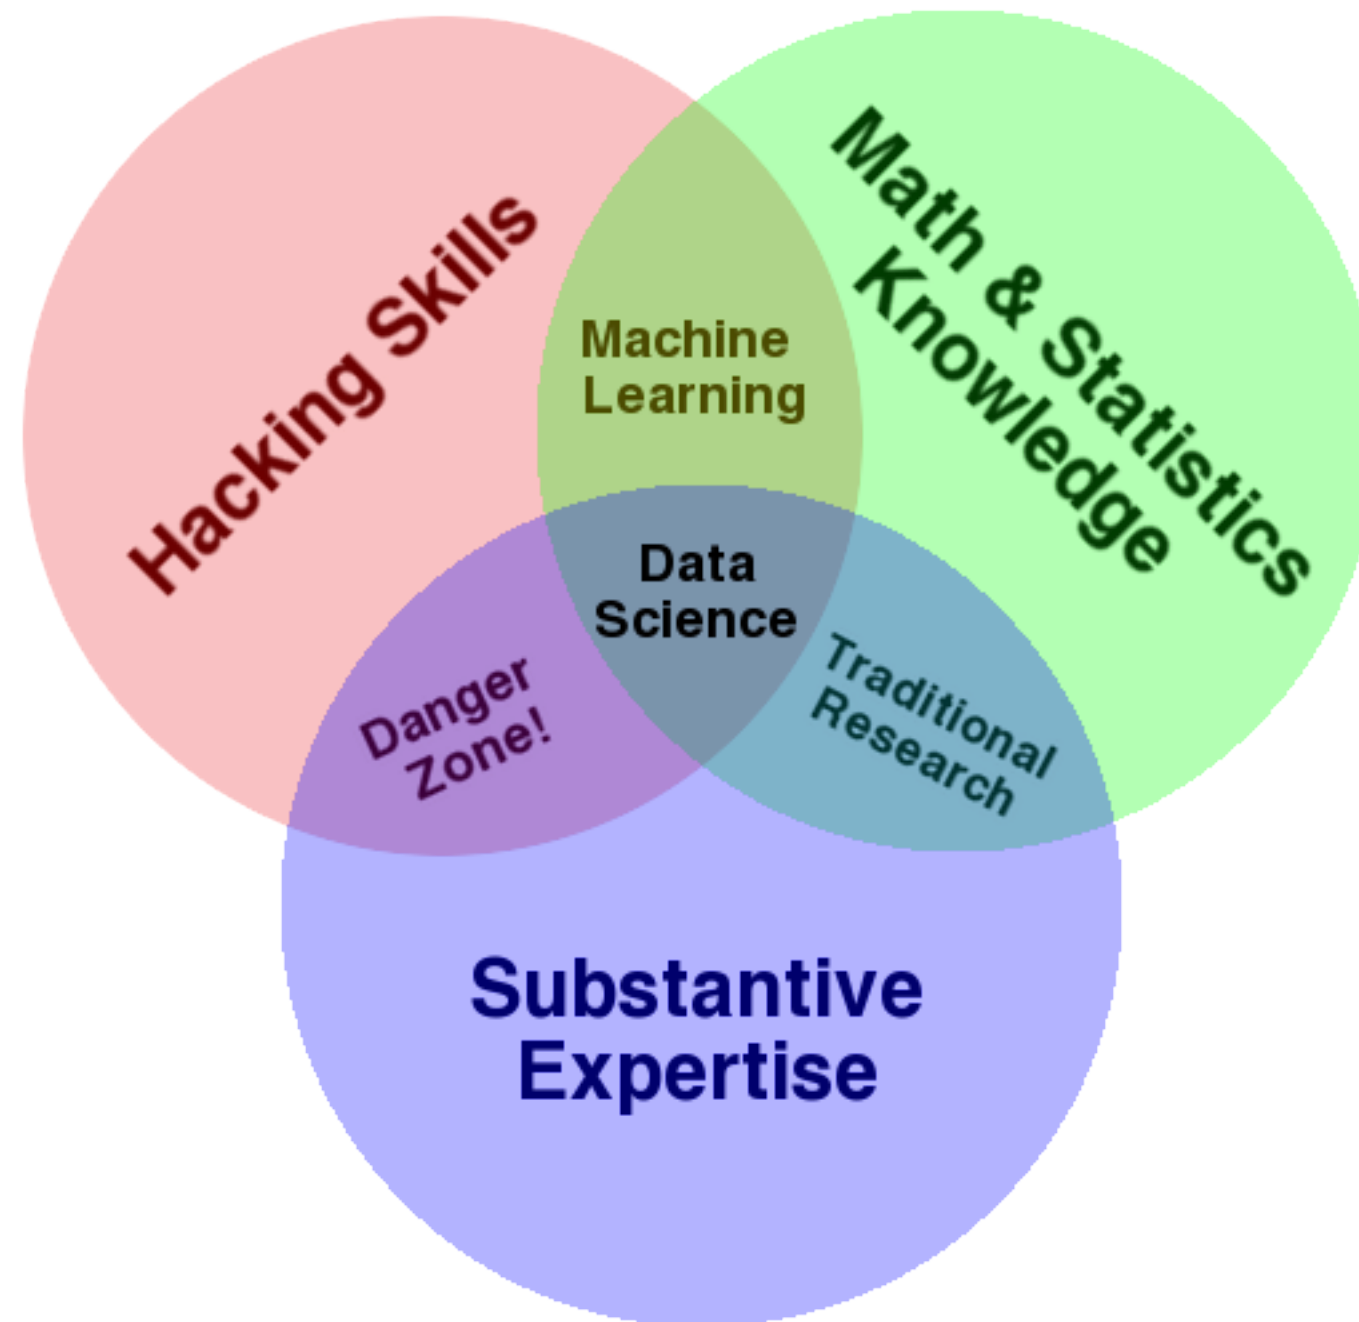 Hacking Skills
Math & Statistics
Knowledge
Machine
Learning
Data
Science
Danger
Zone!
Traditional
Research
Substantive
Expertise